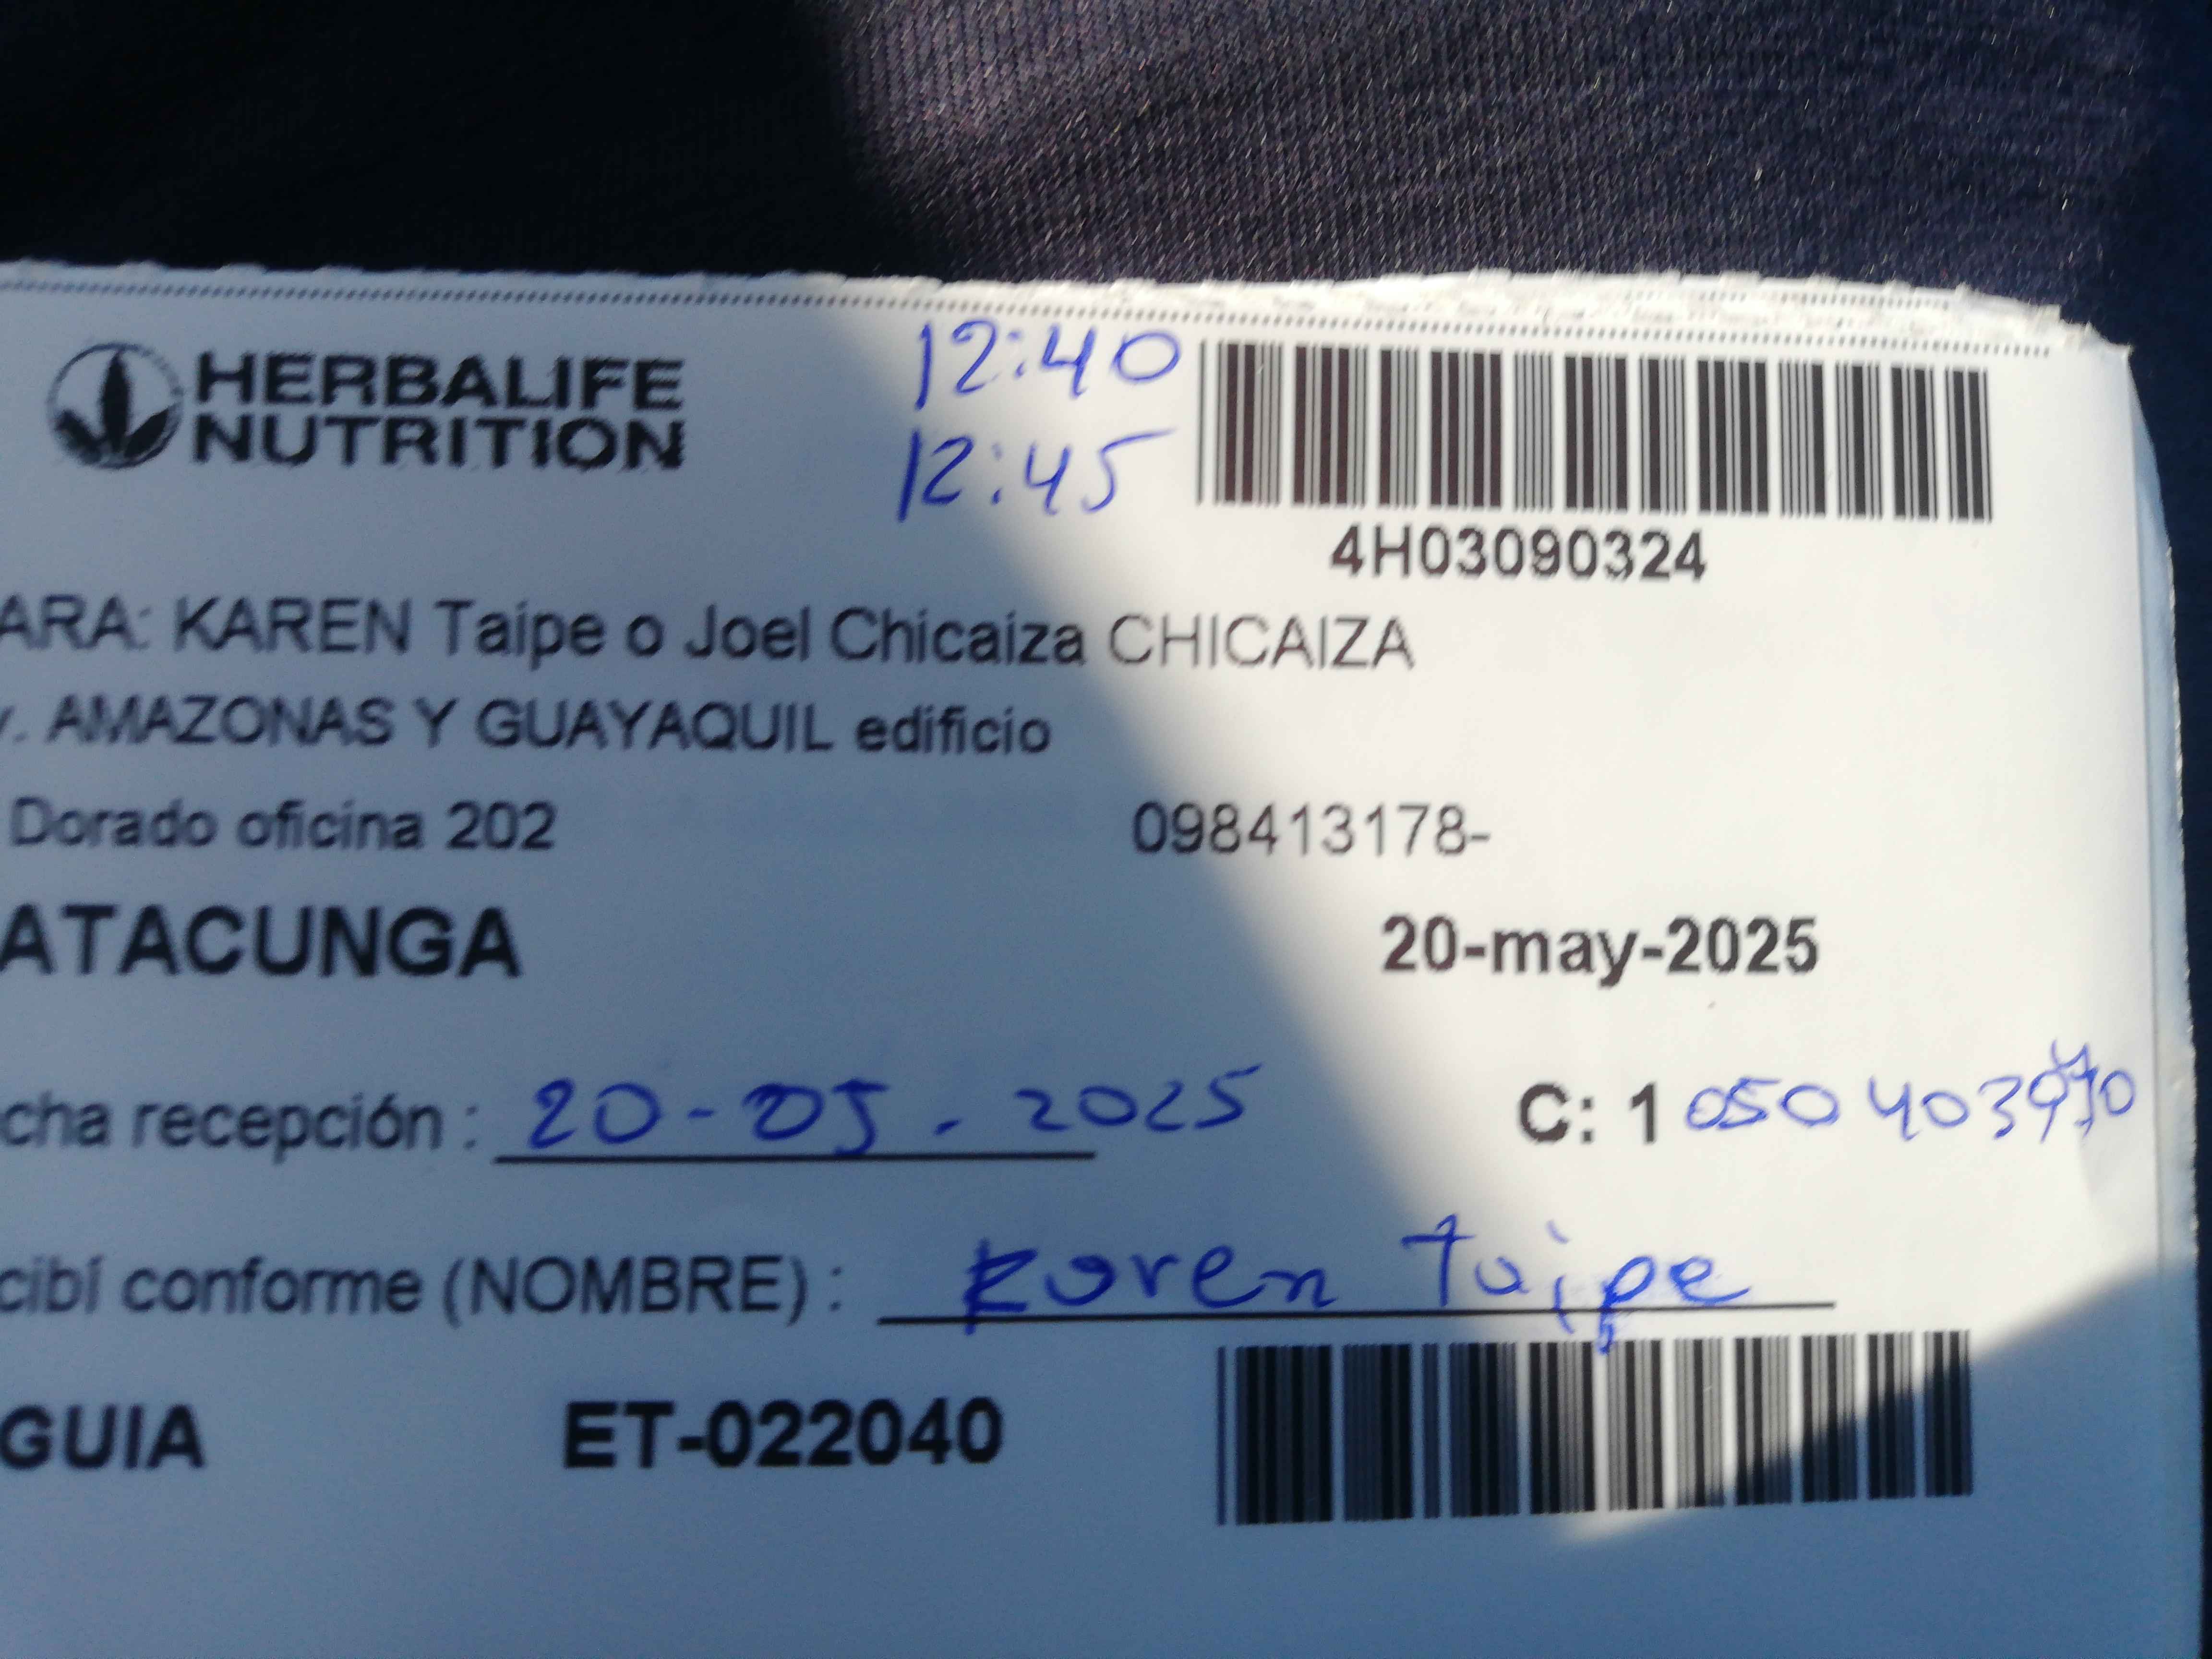 HERBALIFE
NUTRITION
12:40
12:45
4H03090324
ARA: KAREN Taipe o Joel Chicaiza CHICAIZA
. AMAZONAS Y GUAYAQUIL edificio
Dorado oficina 202 098413178-
ATACUNGA 20-may-2025
cha recepción : 20-05-2025 C: 1
cibí conforme (NOMBRE) : Karen Taipe
GUIA ET-022040